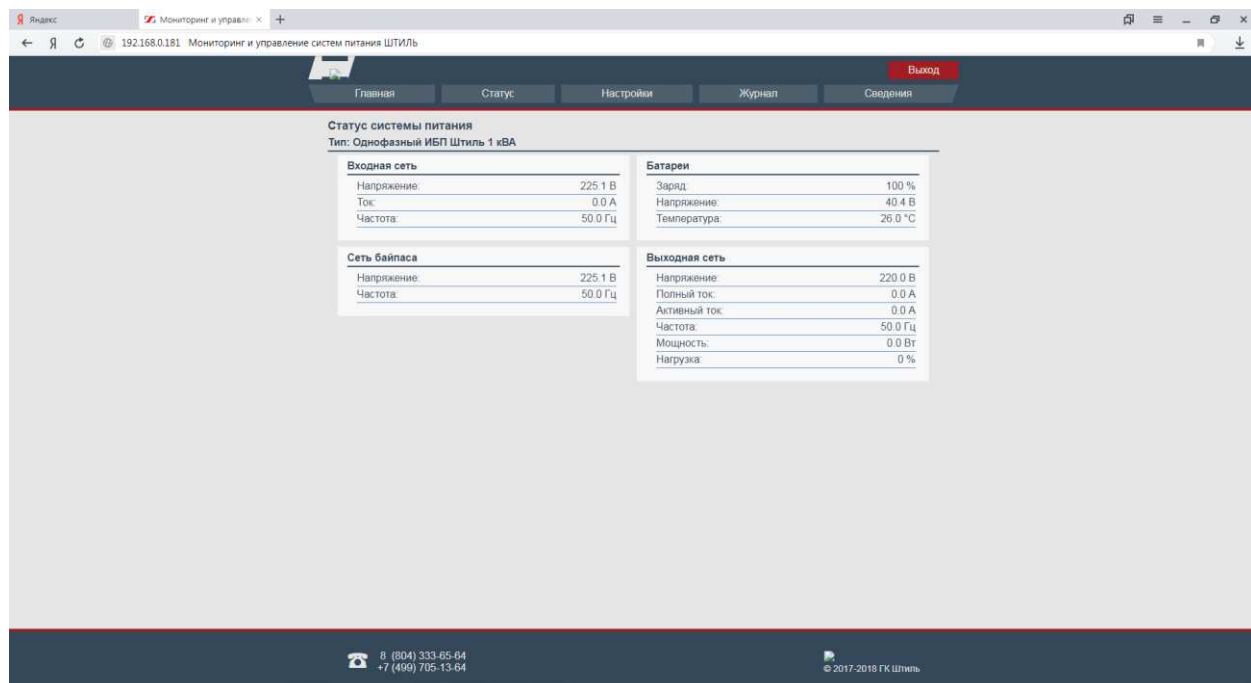 Яндекс
Мониторинг и управле
192.168.0.181 Мониторинг и управление систем питания ШТИЛЬ
Выход
Главная Статус Настройки Журнал Сведения
Статус системы питания
Тип: Однофазный ИБП Штиль 1 кВА
Входная сеть
Напряжение: 225.1 В
Ток: 0.0 А
Частота: 50.0 Гц
Батареи
Заряд: 100 %
Напряжение: 40.4 В
Температура: 26.0 °C
Сеть байпаса
Напряжение: 225.1 В
Частота: 50.0 Гц
Выходная сеть
Напряжение: 220.0 В
Полный ток: 0.0 А
Активный ток: 0.0 А
Частота: 50.0 Гц
Мощность: 0.0 Вт
Нагрузка: 0 %
8 (804) 333-65-64
+7 (499) 705-13-64
© 2017-2018 ГК Штиль